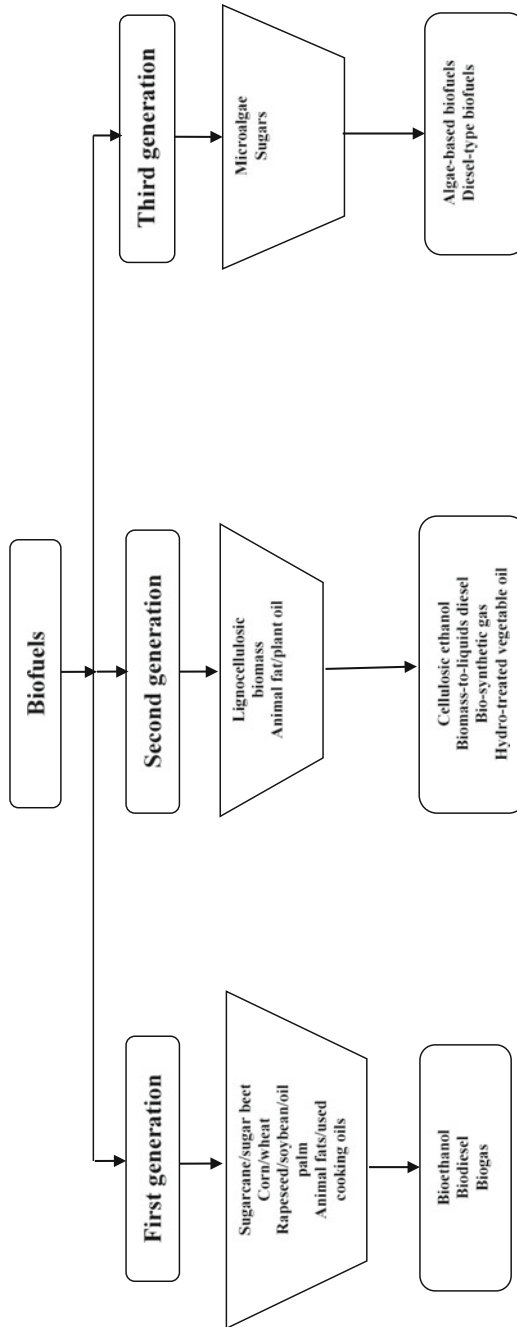 Biofuels
First generation
Sugarcane/sugar beet
Corn/wheat
Rapeseed/soybean/oil
palm
Animal fats/used
cooking oils
Bioethanol
Biodiesel
Biogas
Second generation
Lignocellulosic
biomass
Animal fat/plant oil
Cellulosic ethanol
Biomass-to-liquids diesel
Bio-synthetic gas
Hydro-treated vegetable oil
Third generation
Microalgae
Sugars
Algae-based biofuels
Diesel-type biofuels